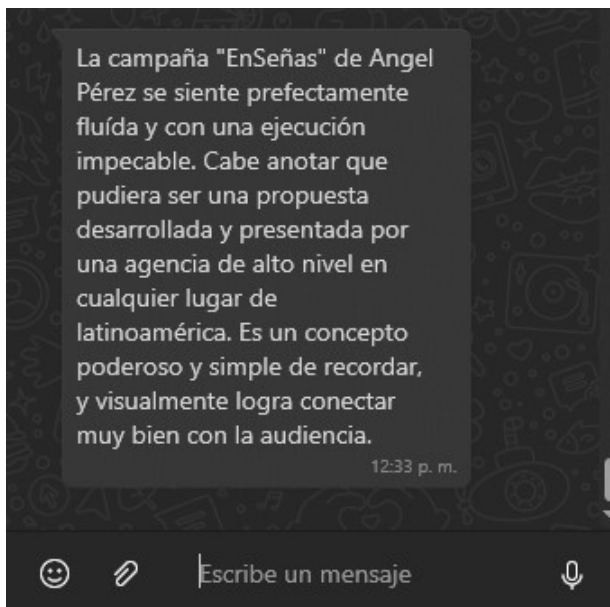 La campaña "EnSeñas" de Angel
Pérez se siente prefectamente
fluída y con una ejecución
impecable. Cabe anotar que
pudiera ser una propuesta
desarrollada y presentada por
una agencia de alto nivel en
cualquier lugar de
latinoamérica. Es un concepto
poderoso y simple de recordar,
y visualmente logra conectar
muy bien con la audiencia.
12:33 p. m.
Escribe un mensaje